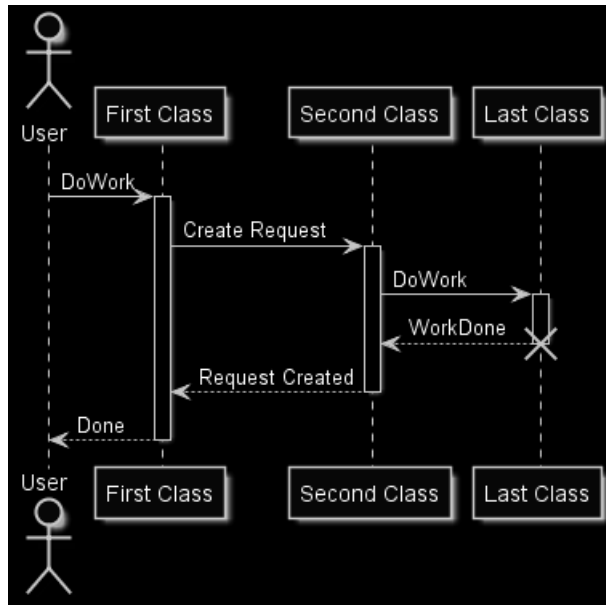 User
First Class
Second Class
Last Class
DoWork
Create Request
DoWork
WorkDone
Request Created
Done
User
First Class
Second Class
Last Class